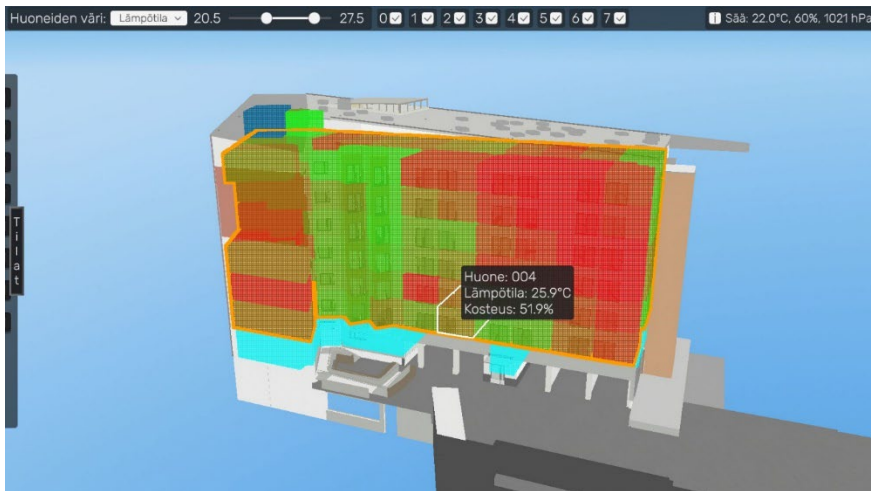 Huoneiden väri: Lämpötila 20.5 27.5 0 1 2 3 4 5 6 7 i Sää: 22.0°C, 60%, 1021 hPa
Tilat
Huone: 004
Lämpötila: 25.9°C
Kosteus: 51.9%